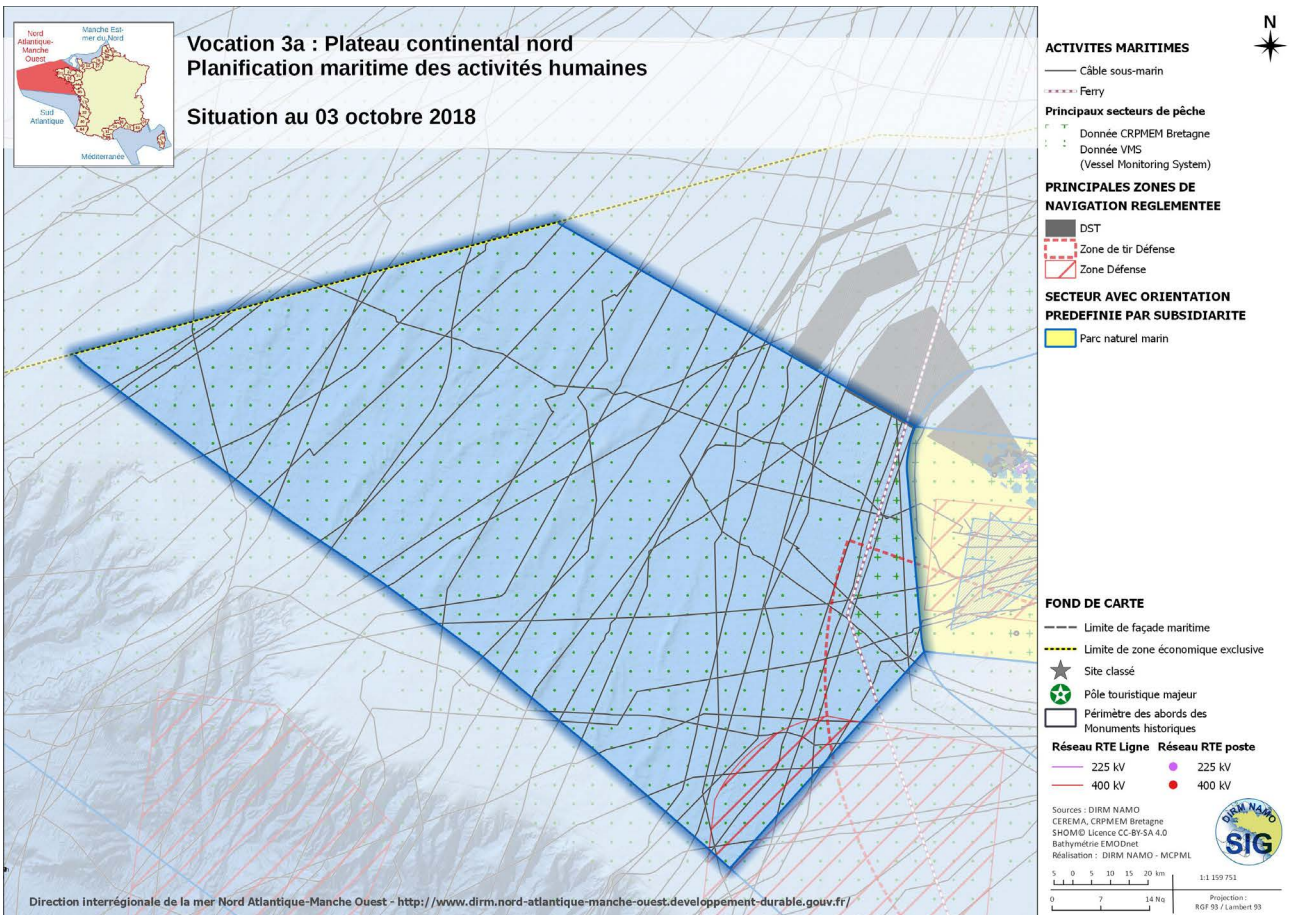 Nord
Atlantique-
Manche
Ouest
Manche Est-
mer du Nord
Sud
Atlantique
Méditerranée
Vocation 3a : Plateau continental nord
Planification maritime des activités humaines
Situation au 03 octobre 2018
N
ACTIVITES MARITIMES
Câble sous-marin
Ferry
Principaux secteurs de pêche
Donnée CRPMEM Bretagne
Donnée VMS
(Vessel Monitoring System)
PRINCIPALES ZONES DE
NAVIGATION REGLEMENTEE
DST
Zone de tir Défense
Zone Défense
SECTEUR AVEC ORIENTATION
PREDEFINIE PAR SUBSIDIARITE
Parc naturel marin
FOND DE CARTE
Limite de façade maritime
Limite de zone économique exclusive
Site classé
Pôle touristique majeur
Périmètre des abords des
Monuments historiques
Réseau RTE Ligne Réseau RTE poste
225 kV 225 kV
400 kV 400 kV
Sources : DIRM NAMO
CEREMA, CRPMEM Bretagne
SHOM© Licence CC-BY-SA 4.0
Bathymétrie EMODnet
Réalisation : DIRM NAMO - MCPML
DIRM NAMO
SIG
5 0 5 10 15 20 km
0 7 14 Nq
1:1 159 751
Projection :
RGF 93 / Lambert 93
Direction interrégionale de la mer Nord Atlantique-Manche Ouest - http://www.dirm.nord-atlantique-manche-ouest.developpement-durable.gouv.fr/